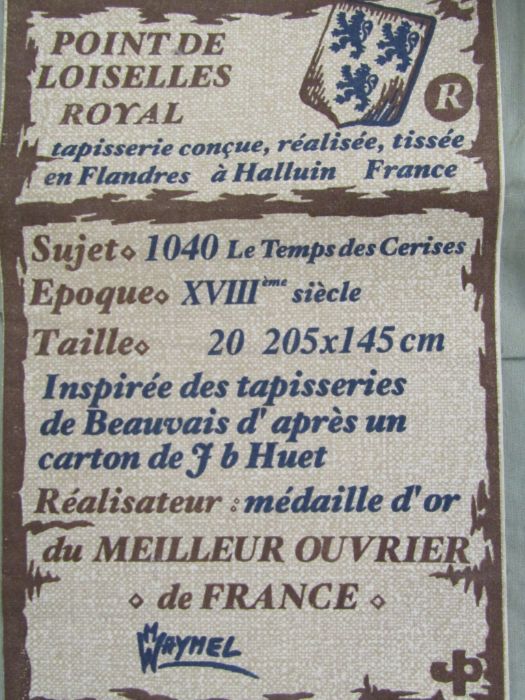 POINT DE
LOISELLES
ROYAL
R
tapisserie conçue, réalisée, tissée
en Flandres à Halluin France
Sujet⋄ 1040 Le Temps des Cerises
Epoque⋄ XVIIIème siècle
Taille⋄ 20 205x145 cm
Inspirée des tapisseries
de Beauvais d'après un
carton de J b Huet
Réalisateur : médaille d'or
du MEILLEUR OUVRIER
⋄ de FRANCE ⋄